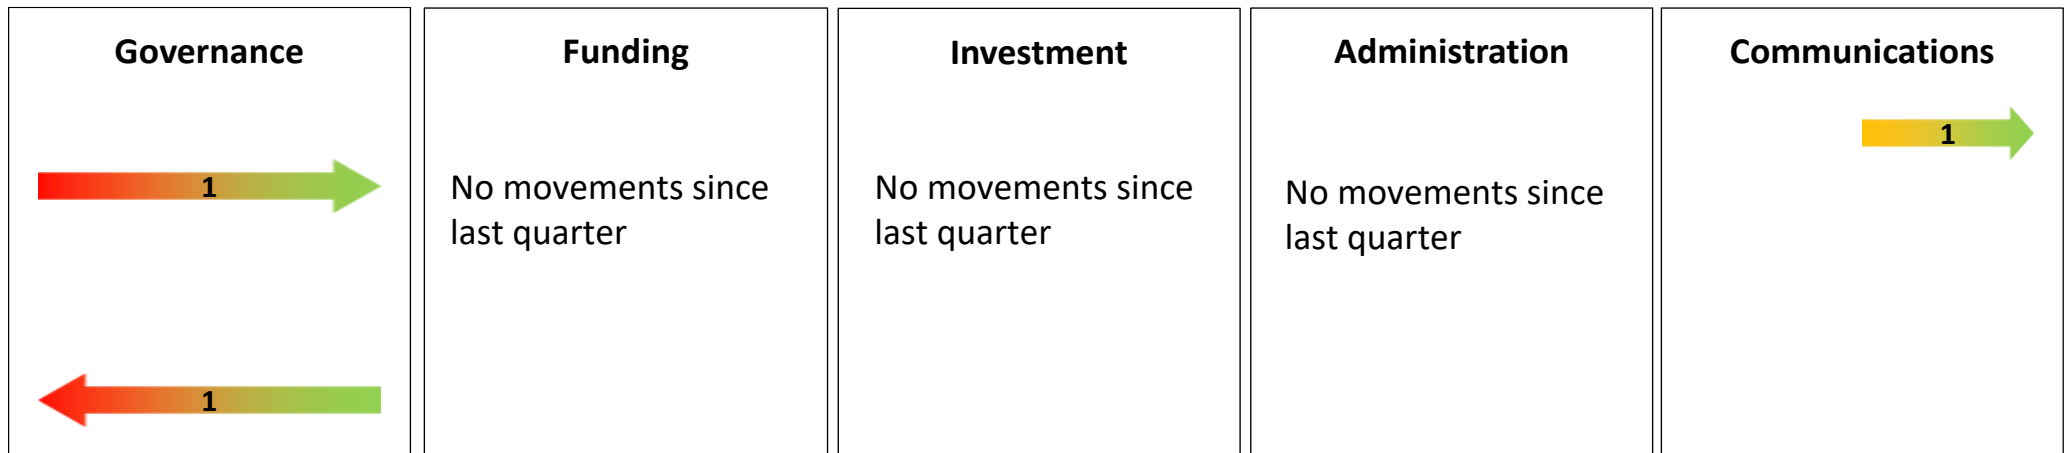 Governance
1
1
Funding
No movements since
last quarter
Investment
No movements since
last quarter
Administration
No movements since
last quarter
Communications
1